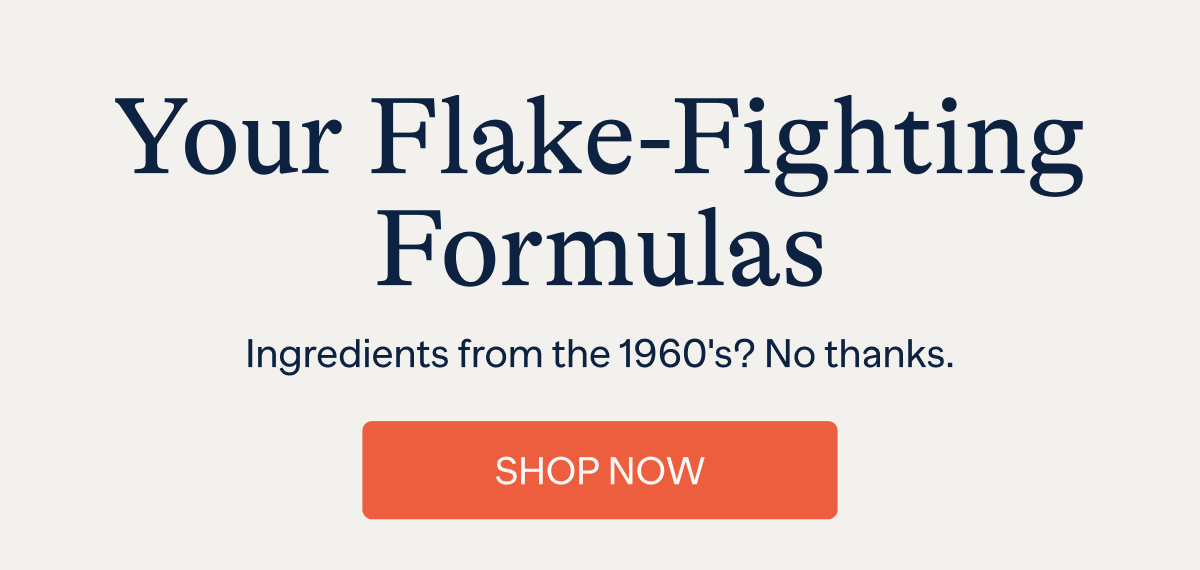 Your Flake-Fighting
Formulas
Ingredients from the 1960's? No thanks.
SHOP NOW